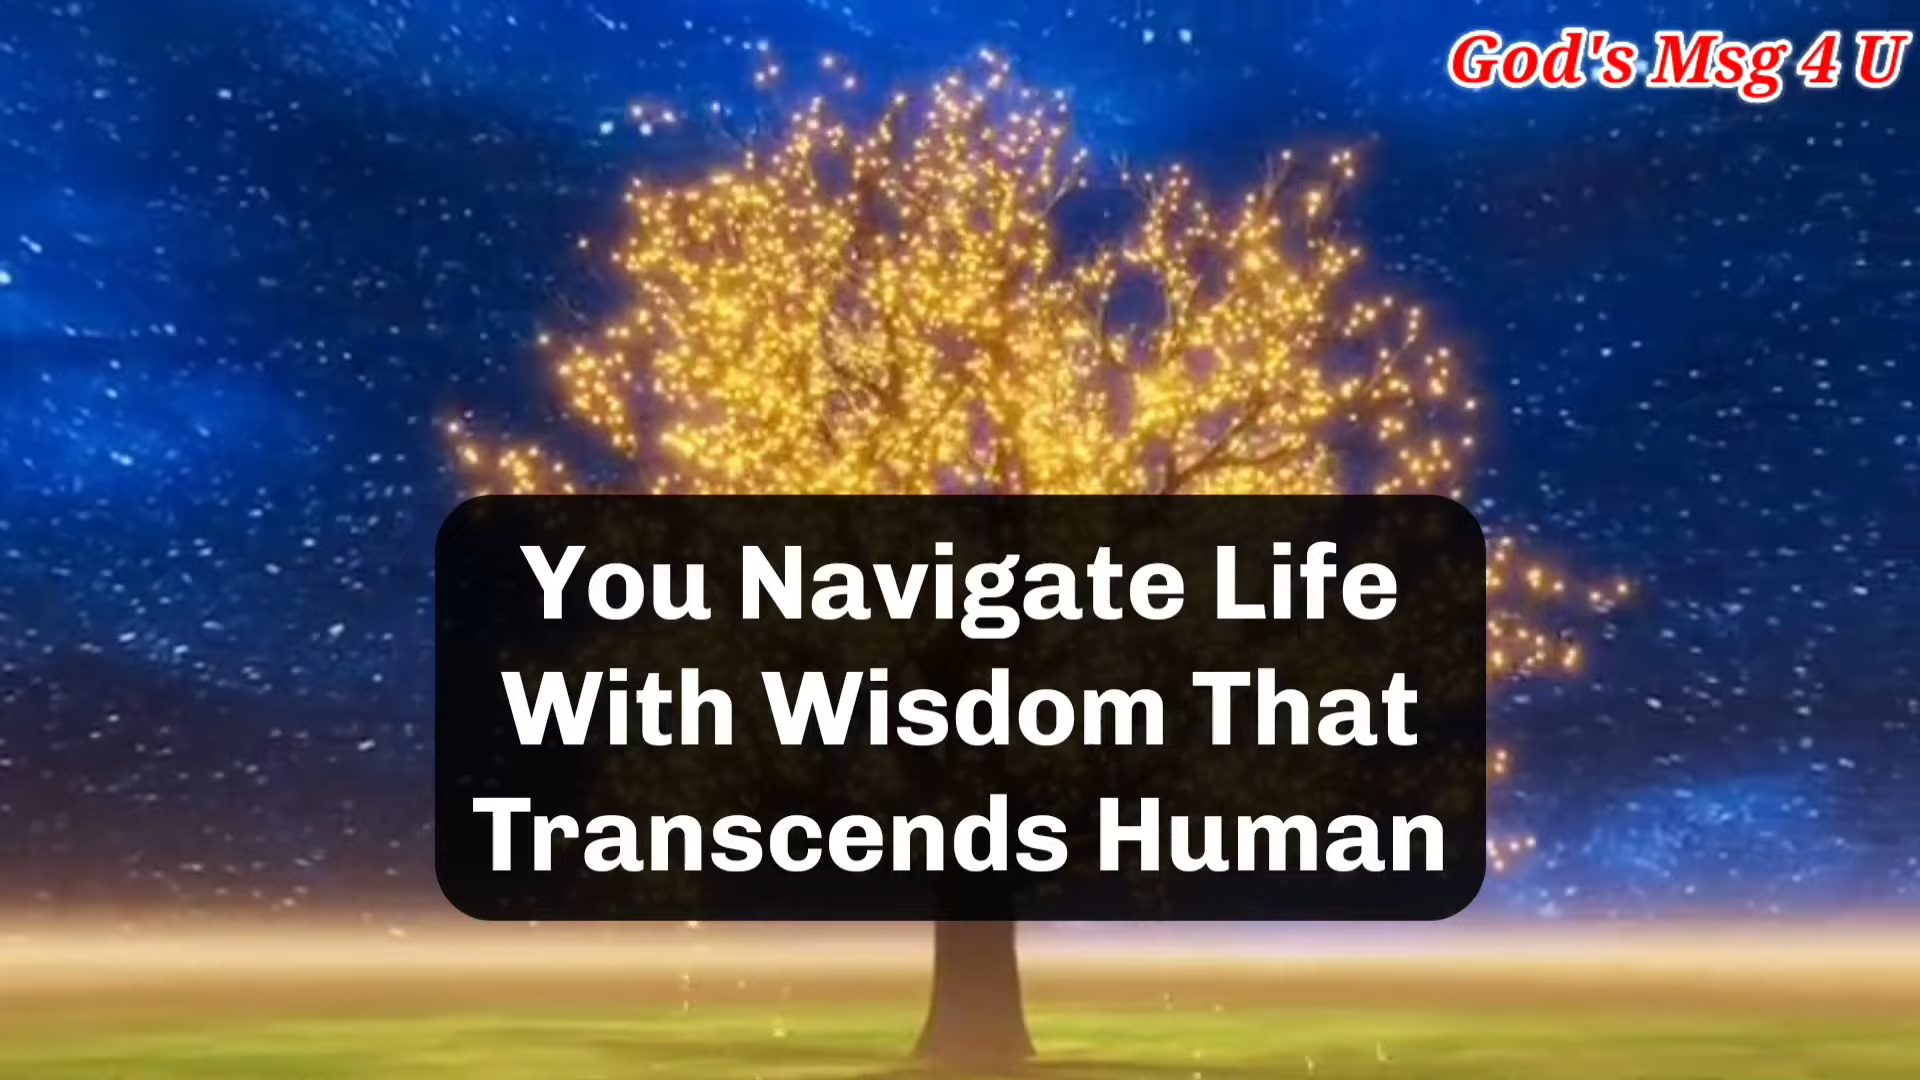 God's Msg 4 U
You Navigate Life
With Wisdom That
Transcends Human